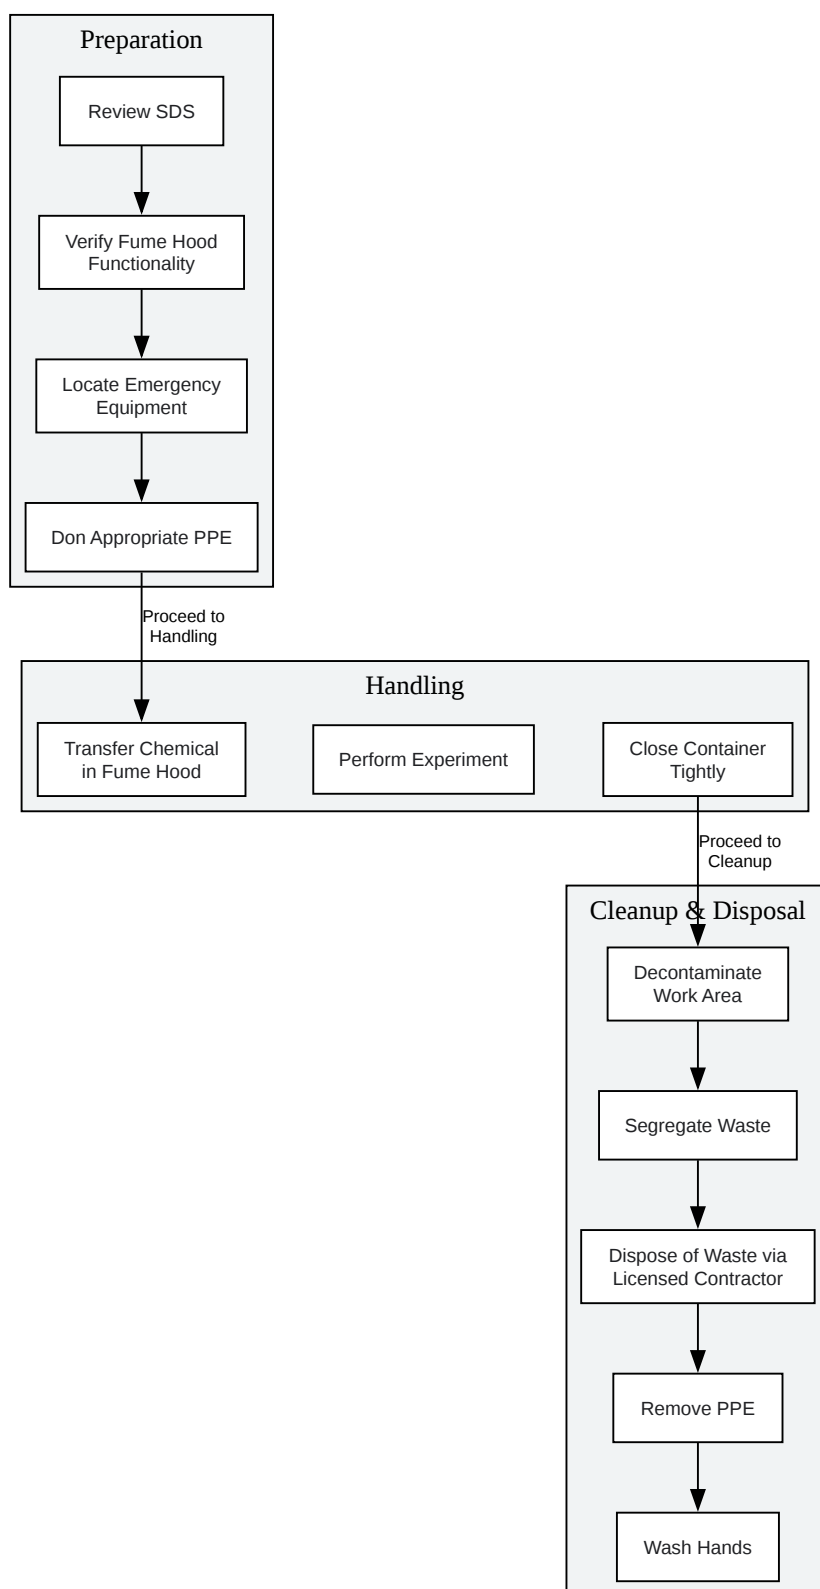 Preparation
Review SDS
Verify Fume Hood
Functionality
Locate Emergency
Equipment
Don Appropriate PPE
Proceed to
Handling
Handling
Transfer Chemical
in Fume Hood
Perform Experiment
Close Container
Tightly
Proceed to
Cleanup
Cleanup & Disposal
Decontaminate
Work Area
Segregate Waste
Dispose of Waste via
Licensed Contractor
Remove PPE
Wash Hands